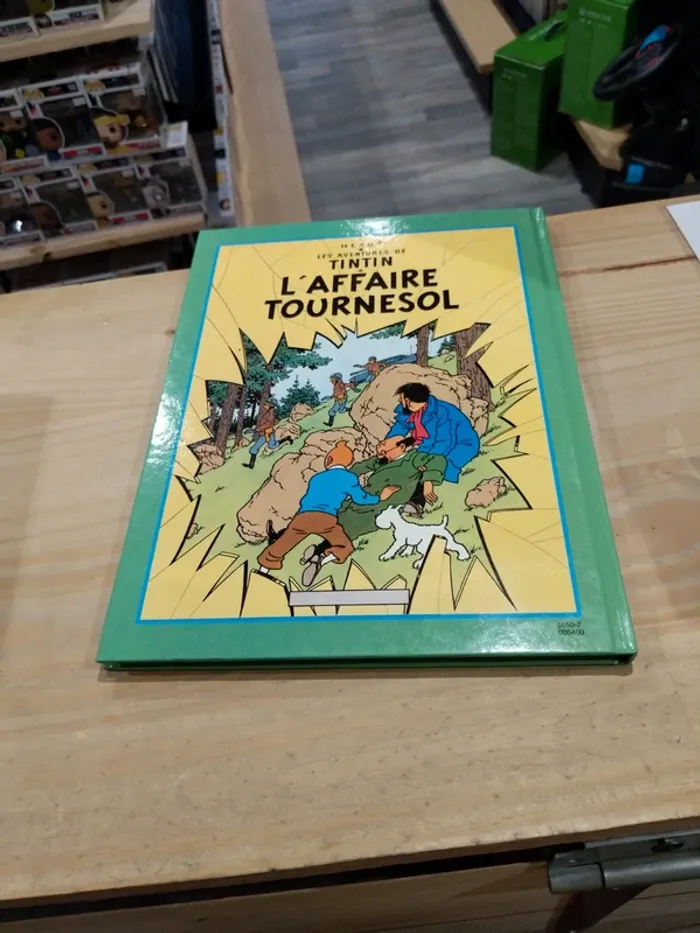 HERGÉ
LES AVENTURES DE
TINTIN
L'AFFAIRE
TOURNESOL